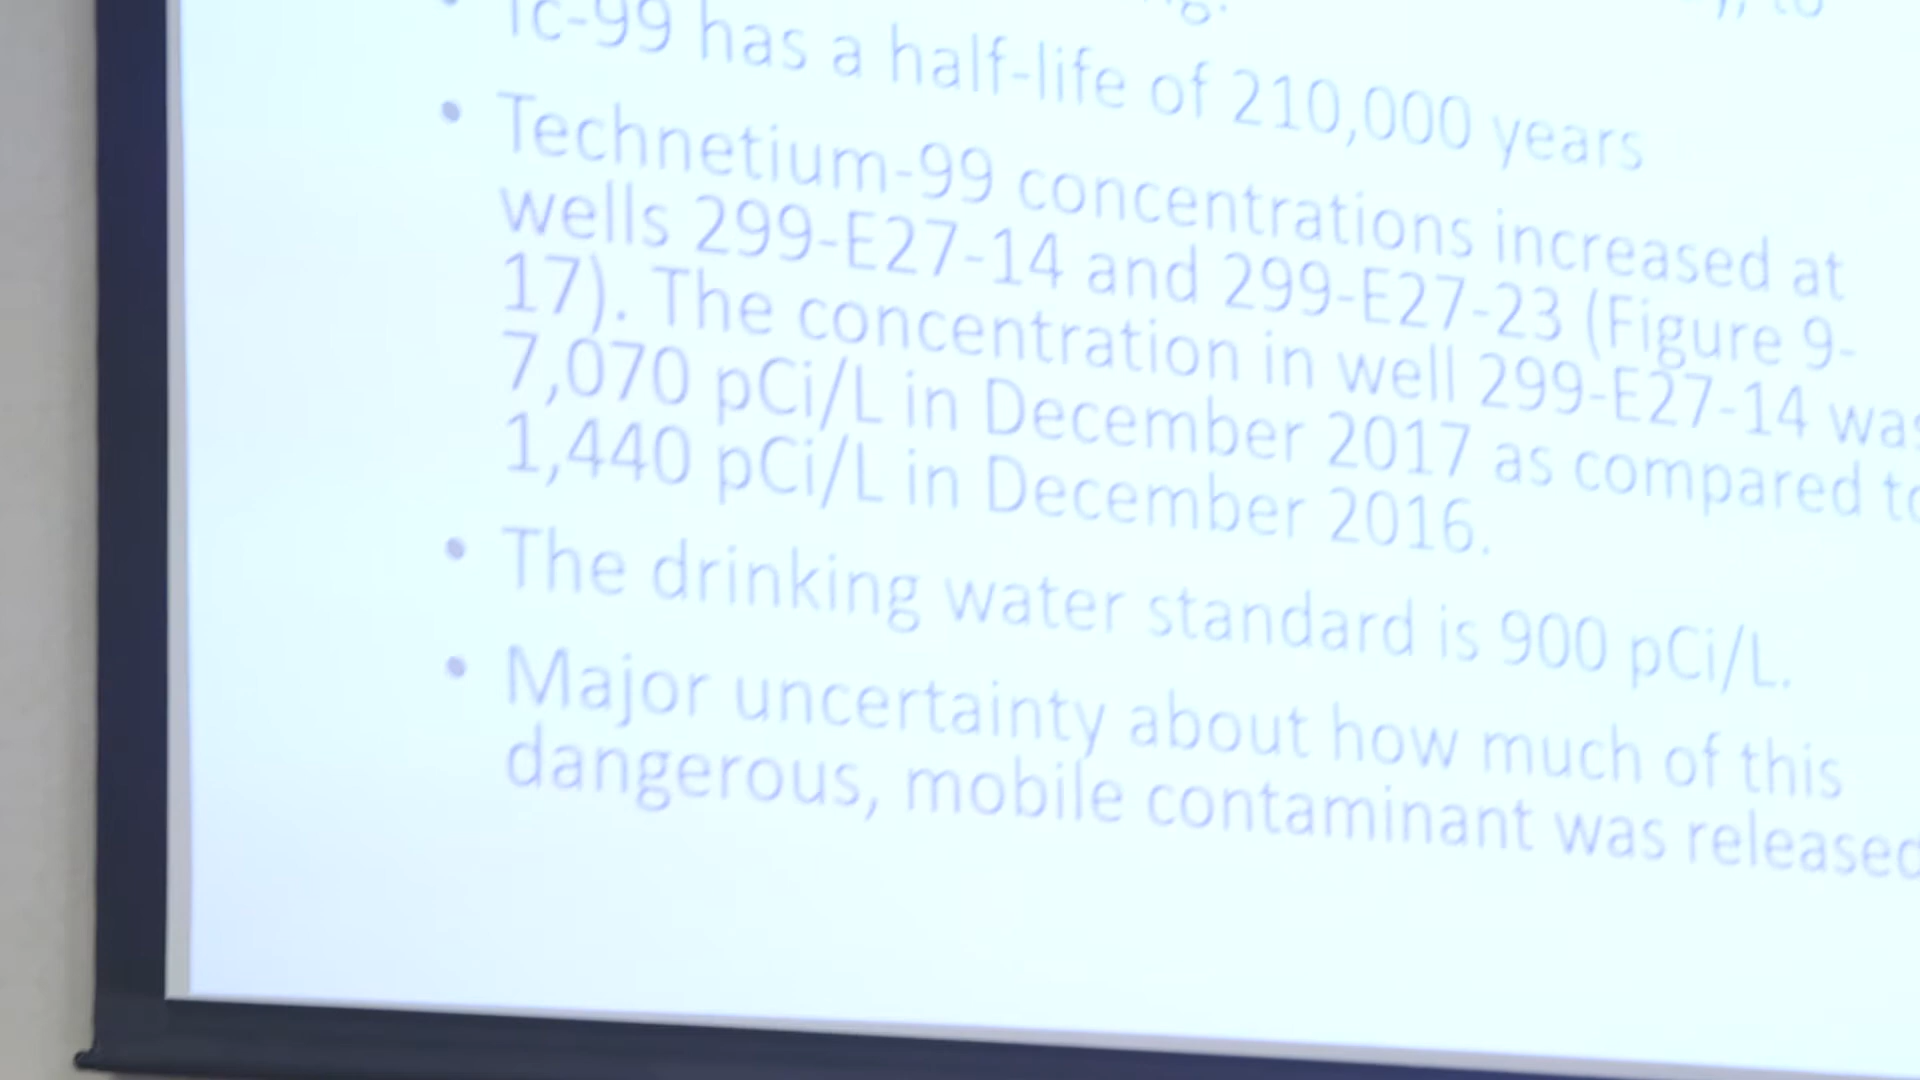 Tc-99 has a half-life of 210,000 years
• Technetium-99 concentrations increased at
wells 299-E27-14 and 299-E27-23 (Figure 9-
17). The concentration in well 299-E27-14 was
7,070 pCi/L in December 2017 as compared to
1,440 pCi/L in December 2016.
• The drinking water standard is 900 pCi/L.
• Major uncertainty about how much of this
dangerous, mobile contaminant was released